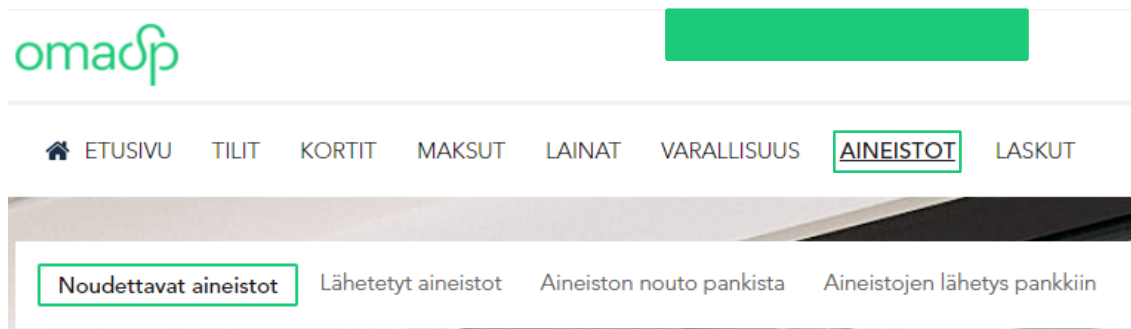 omasp
ETUSIVU TILIT KORTIT MAKSUT LAINAT VARALLISUUS AINEISTOT LASKUT
Noudettavat aineistot Lähetetyt aineistot Aineiston nouto pankista Aineistojen lähetys pankkiin